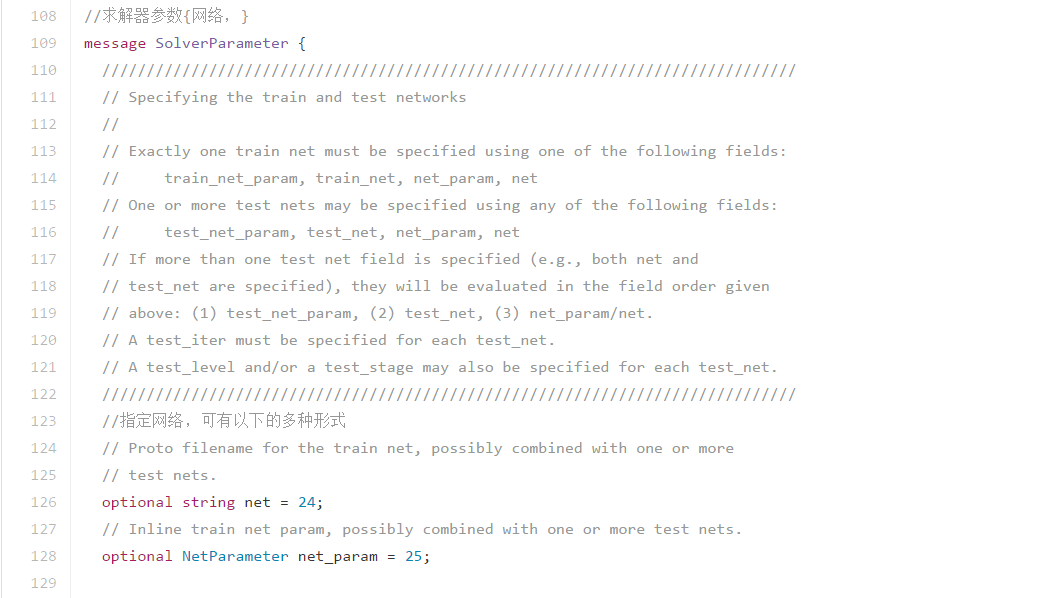 108 //求解器参数{网络，}
109 message SolverParameter {
110 //////////////////////////////////////////////////////////////////////////////
111 // Specifying the train and test networks
112 //
113 // Exactly one train net must be specified using one of the following fields:
114 //     train_net_param, train_net, net_param, net
115 // One or more test nets may be specified using any of the following fields:
116 //     test_net_param, test_net, net_param, net
117 // If more than one test net field is specified (e.g., both net and
118 // test_net are specified), they will be evaluated in the field order given
119 // above: (1) test_net_param, (2) test_net, (3) net_param/net.
120 // A test_iter must be specified for each test_net.
121 // A test_level and/or a test_stage may also be specified for each test_net.
122 //////////////////////////////////////////////////////////////////////////////
123 //指定网络，可有以下的多种形式
124 // Proto filename for the train net, possibly combined with one or more
125 // test nets.
126 optional string net = 24;
127 // Inline train net param, possibly combined with one or more test nets.
128 optional NetParameter net_param = 25;
129